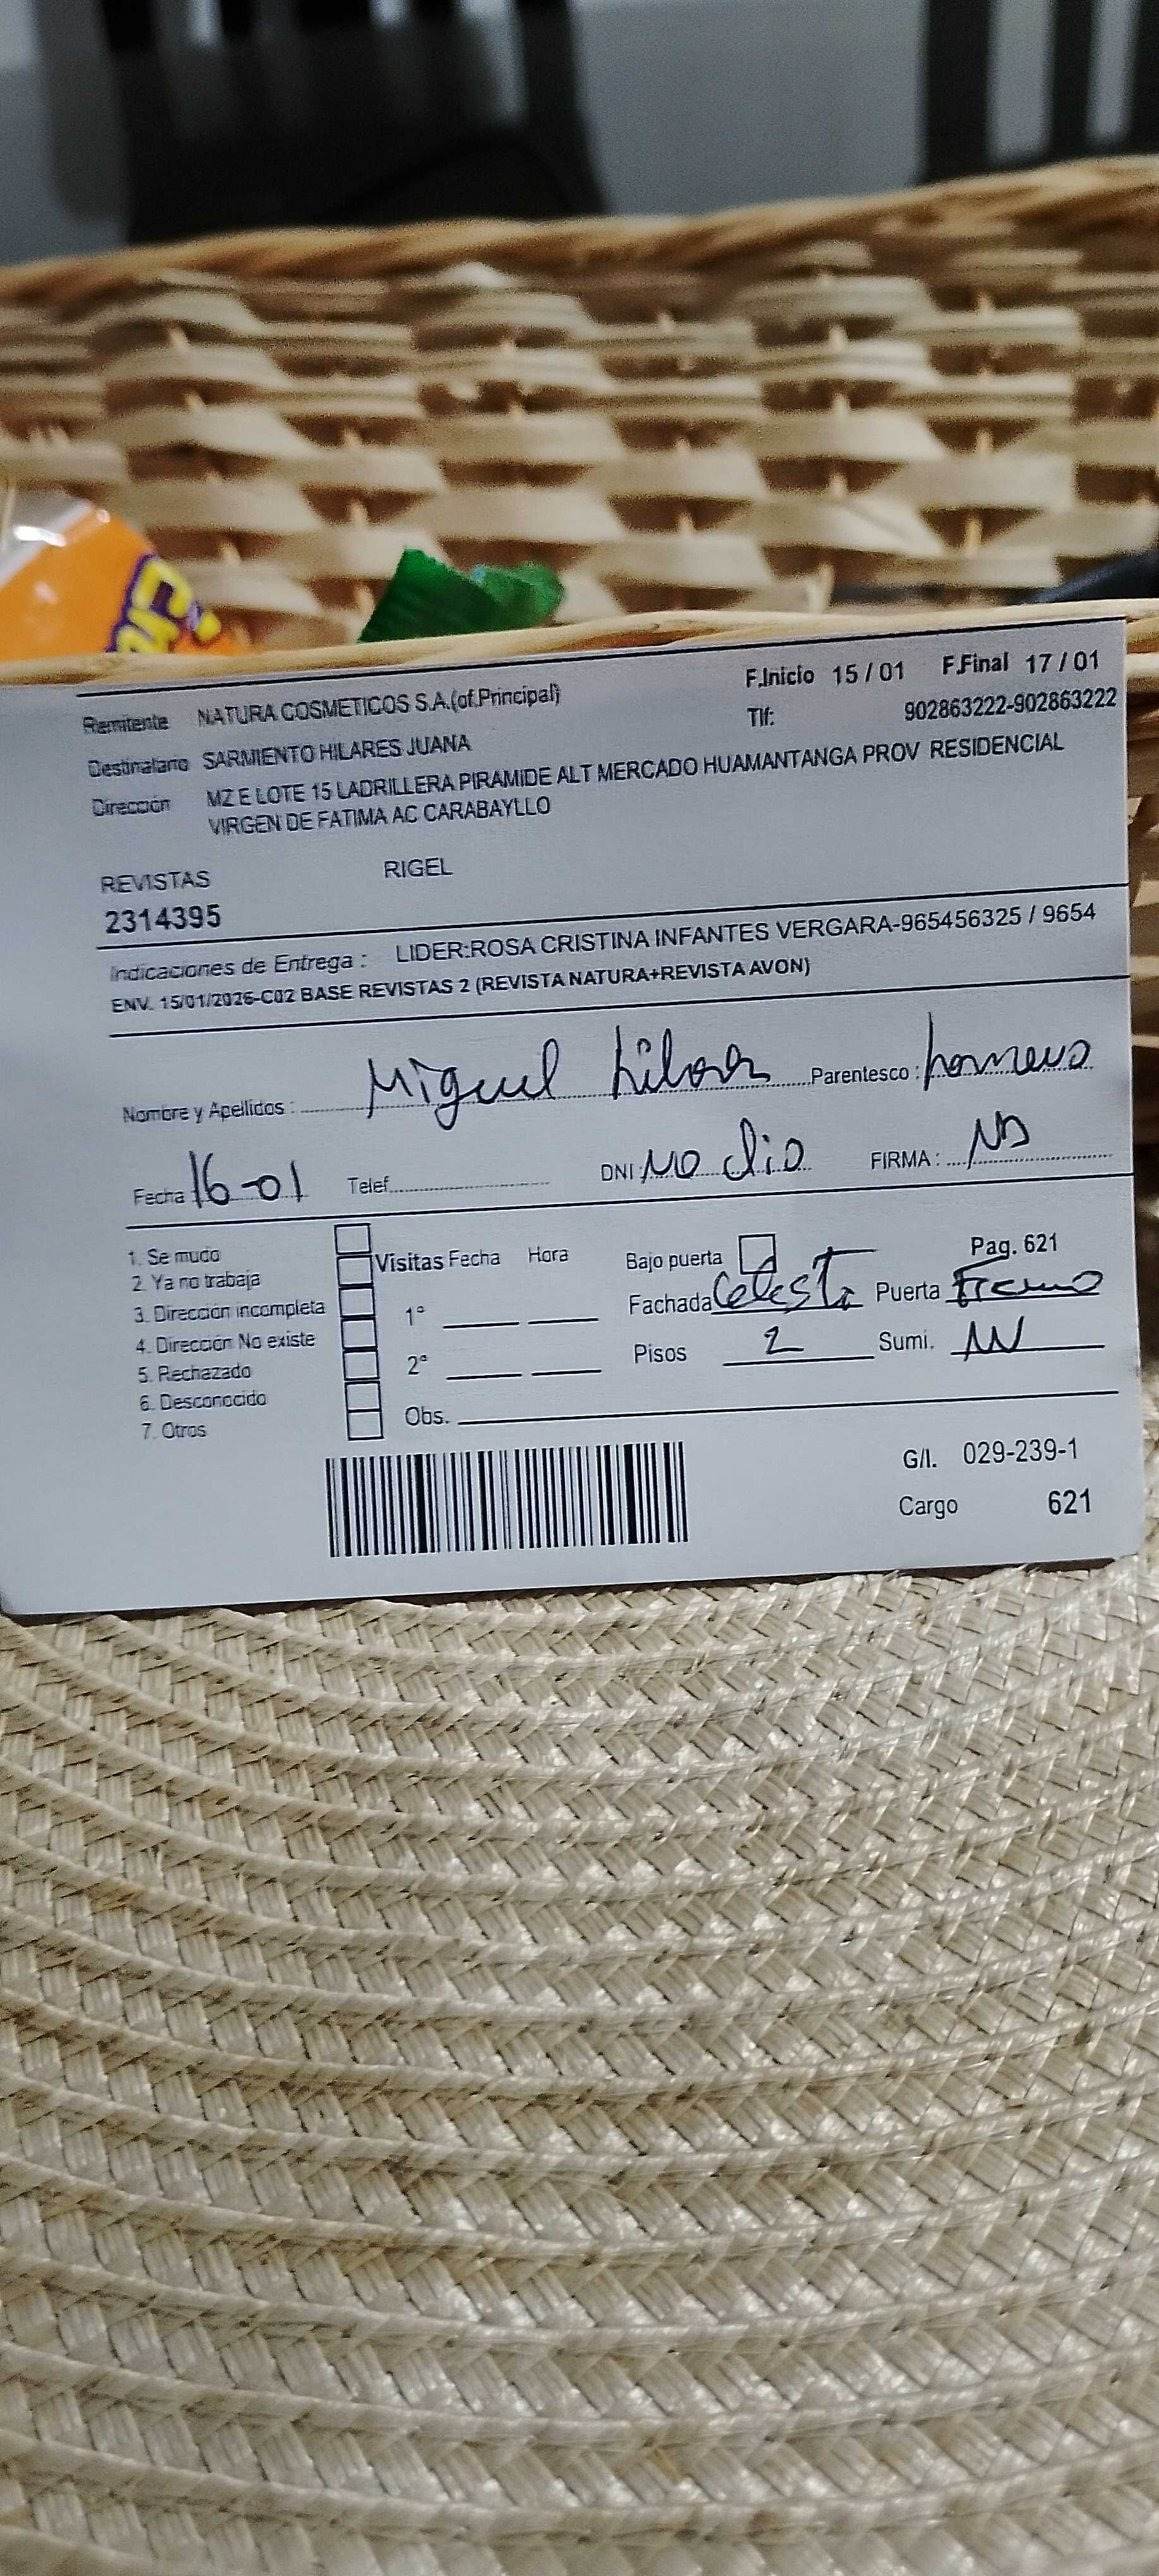 Remitente NATURA COSMETICOS S.A.(of.Principal) F.Inicio 15 / 01 F.Final 17 / 01
Tlf: 902863222-902863222
Destinatario SARMIENTO HILARES JUANA
Dirección MZ E LOTE 15 LADRILLERA PIRAMIDE ALT MERCADO HUAMANTANGA PROV RESIDENCIAL
VIRGEN DE FATIMA AC CARABAYLLO
REVISTAS RIGEL
2314395
Indicaciones de Entrega : LIDER:ROSA CRISTINA INFANTES VERGARA-965456325 / 9654
ENV. 15/01/2026-C02 BASE REVISTAS 2 (REVISTA NATURA+REVISTA AVON)
Nombre y Apellidos : Miguel Parentesco :
Fecha 16-01 Telef. DNI: NO dio FIRMA :
1. Se mudo
2. Ya no trabaja
3. Dirección incompleta
4. Dirección No existe
5. Rechazado
6. Desconocido
7. Otros
Visitas Fecha Hora
1°
2°
Obs.
Bajo puerta Pag. 621
Fachada Celeste Puerta
Pisos 2 Sumi.
G/I. 029-239-1
Cargo 621